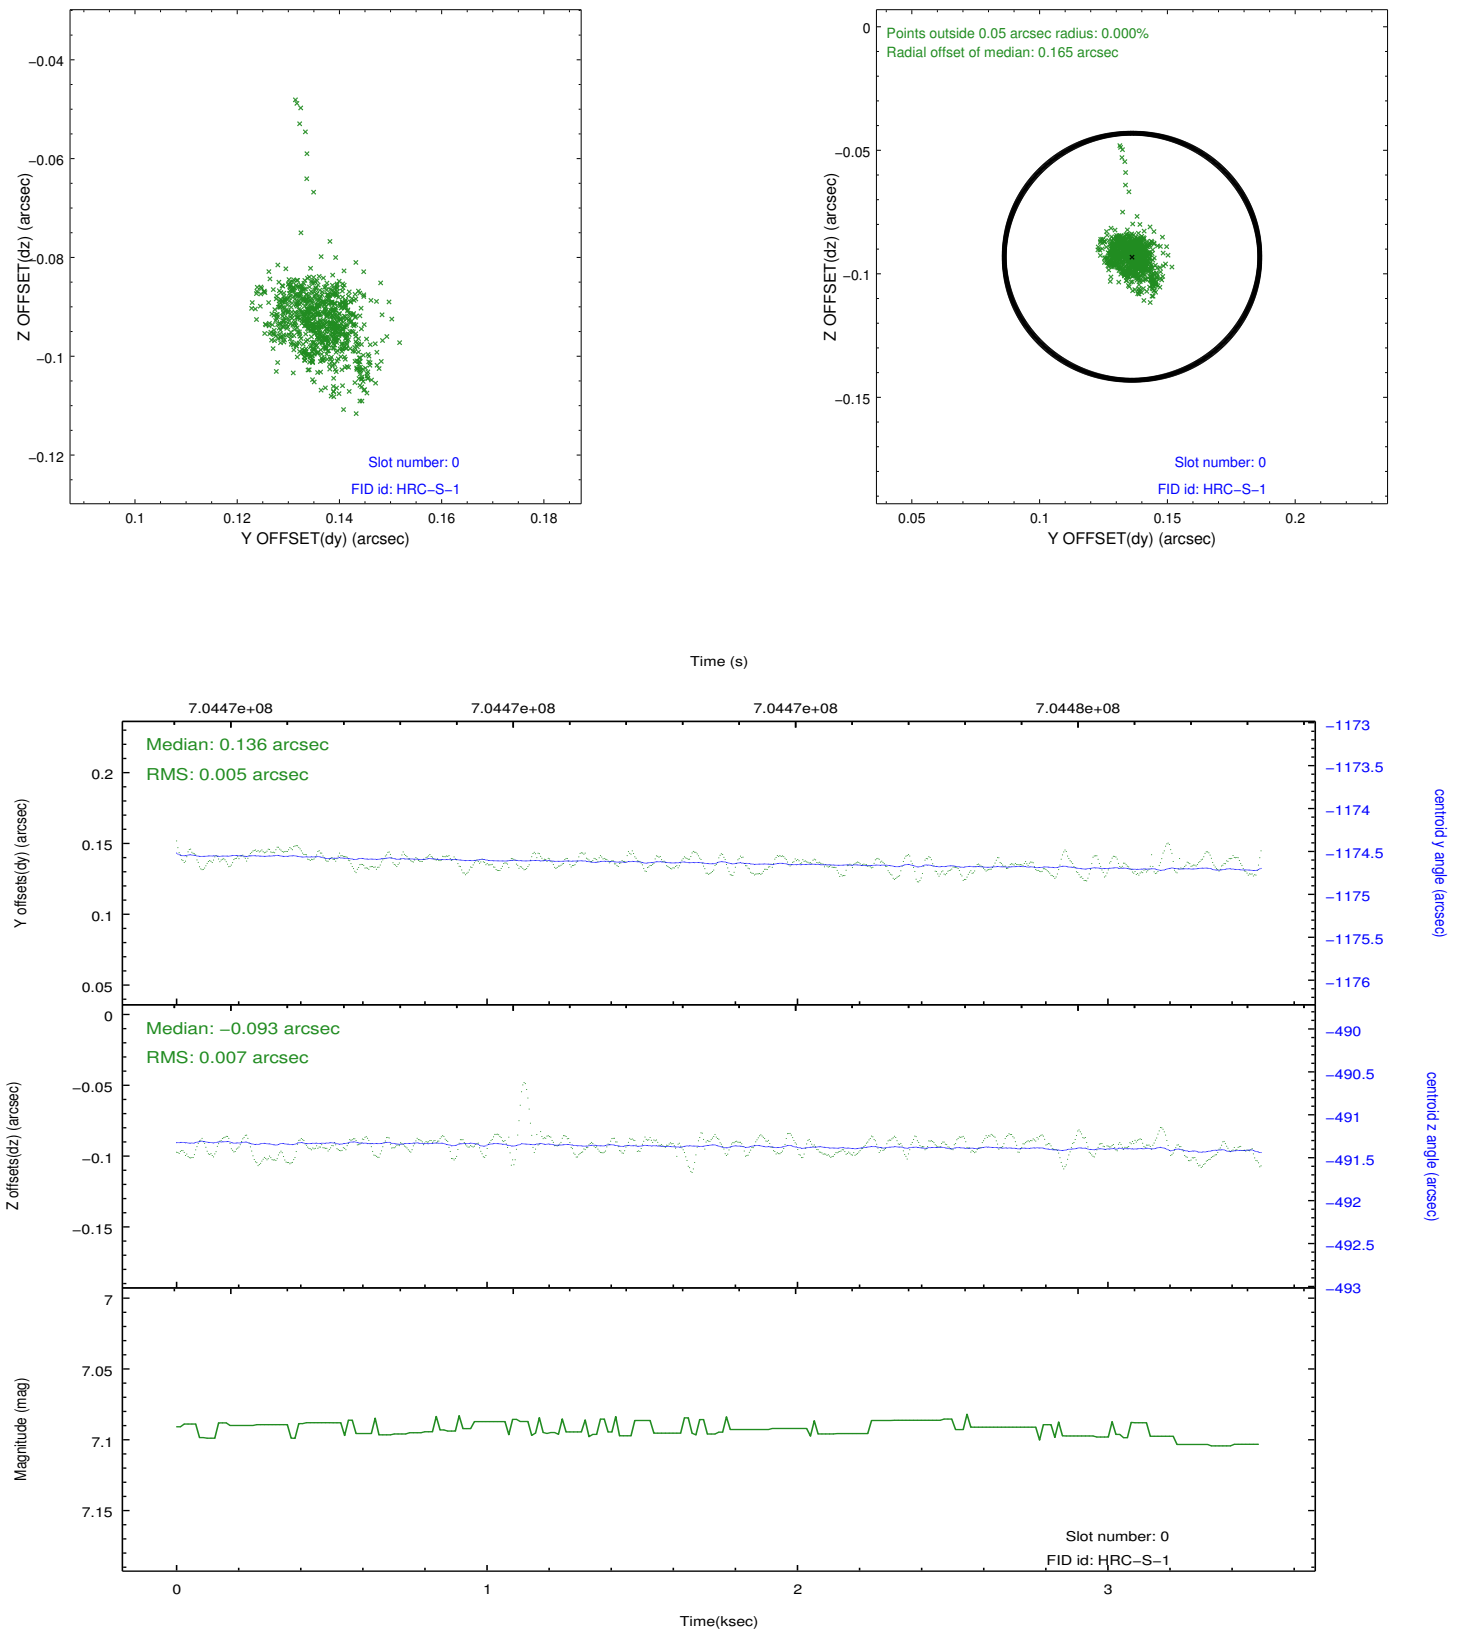 −0.04
−0.06
−0.08
−0.1
−0.12
Z OFFSET(dz) (arcsec)
Slot number: 0
FID id: HRC−S−1
0.1
0.12
0.14
0.16
0.18
Y OFFSET(dy) (arcsec)
Points outside 0.05 arcsec radius: 0.000%
Radial offset of median: 0.165 arcsec
0
−0.05
−0.1
−0.15
Z OFFSET(dz) (arcsec)
Slot number: 0
FID id: HRC−S−1
0.05
0.1
0.15
0.2
Y OFFSET(dy) (arcsec)
Time (s)
7.0447e+08
7.0447e+08
7.0447e+08
7.0448e+08
Median: 0.136 arcsec
RMS: 0.005 arcsec
0.2
0.15
0.1
0.05
Y offsets(dy) (arcsec)
−1173
−1173.5
−1174
−1174.5
−1175
−1175.5
−1176
centroid y angle (arcsec)
Median: −0.093 arcsec
RMS: 0.007 arcsec
0
−0.05
−0.1
−0.15
Z offsets(dz) (arcsec)
−490
−490.5
−491
−491.5
−492
−492.5
−493
centroid z angle (arcsec)
7
7.05
7.1
7.15
Magnitude (mag)
Slot number: 0
FID id: HRC−S−1
0
1
2
3
Time(ksec)